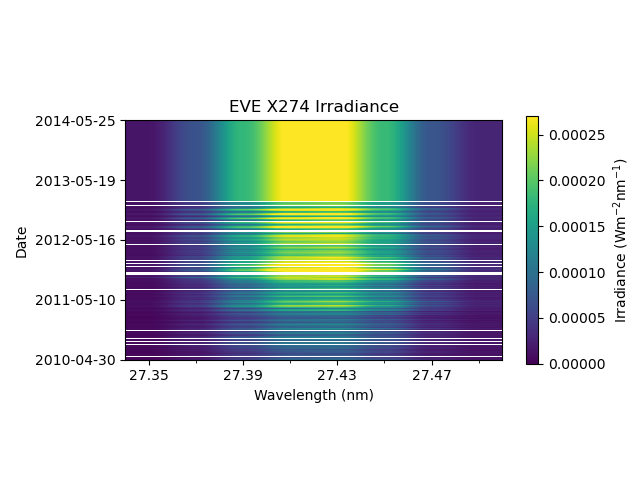 EVE X274 Irradiance
2014-05-25
2013-05-19
2012-05-16
2011-05-10
2010-04-30
Date
27.35 27.39 27.43 27.47
Wavelength (nm)
0.00025
0.00020
0.00015
0.00010
0.00005
0.00000
Irradiance (Wm⁻²nm⁻¹)